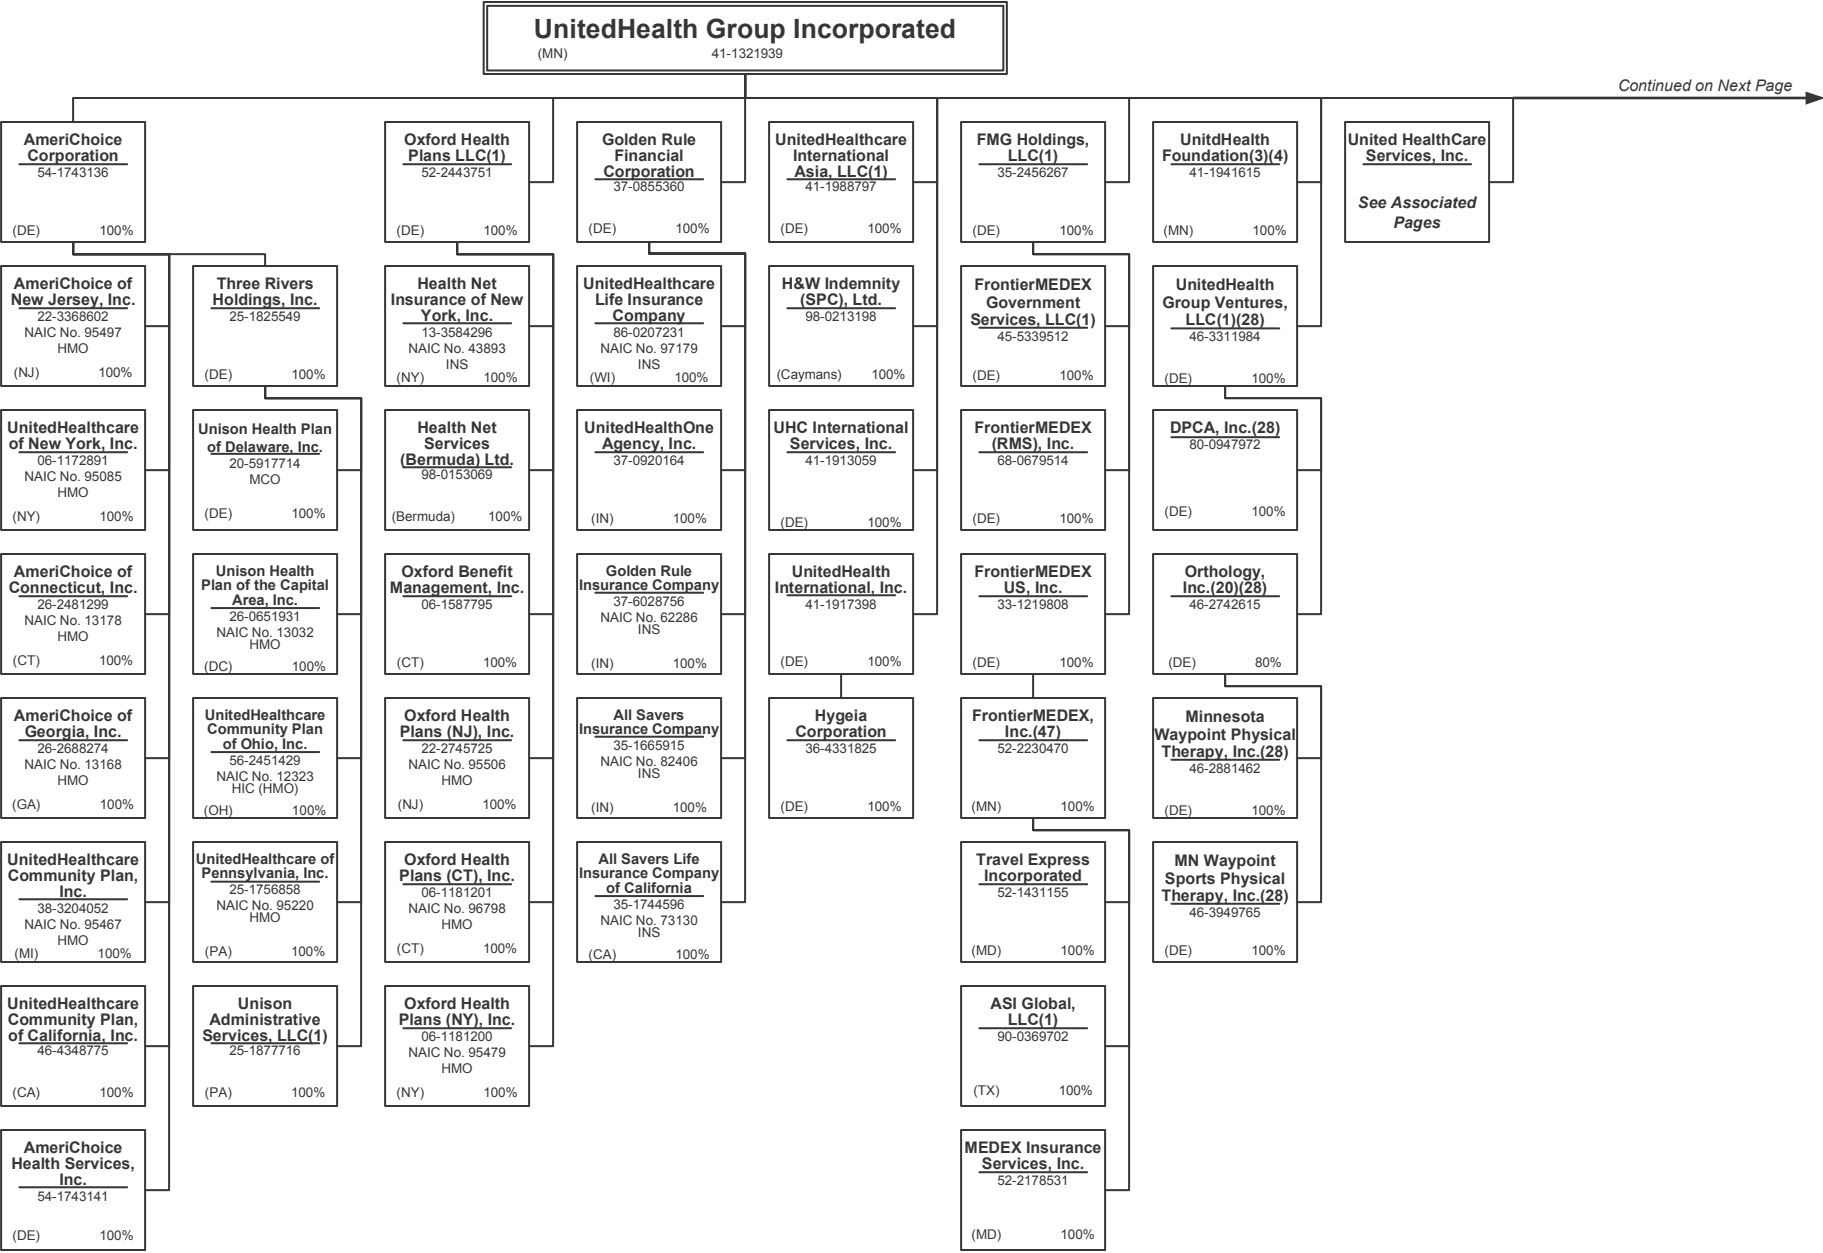 UnitedHealth Group Incorporated
(MN) 41-1321939
Continued on Next Page
AmeriChoice
Corporation
54-1743136
(DE) 100%
AmeriChoice of
New Jersey, Inc.
22-3368602
NAIC No. 95497
HMO
(NJ) 100%
UnitedHealthcare
of New York, Inc.
06-1172891
NAIC No. 95085
HMO
(NY) 100%
AmeriChoice of
Connecticut, Inc.
26-2481299
NAIC No. 13178
HMO
(CT) 100%
AmeriChoice of
Georgia, Inc.
26-2688274
NAIC No. 13168
HMO
(GA) 100%
UnitedHealthcare
Community Plan,
Inc.
38-3204052
NAIC No. 95467
HMO
(MI) 100%
UnitedHealthcare
Community Plan,
of California, Inc.
46-4348775
(CA) 100%
AmeriChoice
Health Services,
Inc.
54-1743141
(DE) 100%
Three Rivers
Holdings, Inc.
25-1825549
(DE) 100%
Unison Health Plan
of Delaware, Inc.
20-5917714
MCO
(DE) 100%
Unison Health
Plan of the Capital
Area, Inc.
26-0651931
NAIC No. 13032
HMO
(DC) 100%
UnitedHealthcare
Community Plan
of Ohio, Inc.
56-2451429
NAIC No. 12323
HIC (HMO)
(OH) 100%
UnitedHealthcare of
Pennsylvania, Inc.
25-1756858
NAIC No. 95220
HMO
(PA) 100%
Unison
Administrative
Services, LLC(1)
25-1877716
(PA) 100%
Oxford Health
Plans LLC(1)
52-2443751
(DE) 100%
Health Net
Insurance of New
York, Inc.
13-3584296
NAIC No. 43893
INS
(NY) 100%
Health Net
Services
(Bermuda) Ltd.
98-0153069
(Bermuda) 100%
Oxford Benefit
Management, Inc.
06-1587795
(CT) 100%
Oxford Health
Plans (NJ), Inc.
22-2745725
NAIC No. 95506
HMO
(NJ) 100%
Oxford Health
Plans (CT), Inc.
06-1181201
NAIC No. 96798
HMO
(CT) 100%
Oxford Health
Plans (NY), Inc.
06-1181200
NAIC No. 95479
HMO
(NY) 100%
Golden Rule
Financial
Corporation
37-0855360
(DE) 100%
UnitedHealthcare
Life Insurance
Company
86-0207231
NAIC No. 97179
INS
(WI) 100%
UnitedHealthOne
Agency, Inc.
37-0920164
(IN) 100%
Golden Rule
Insurance Company
37-6028756
NAIC No. 62286
INS
(IN) 100%
All Savers
Insurance Company
35-1665915
NAIC No. 82406
INS
(IN) 100%
All Savers Life
Insurance Company
of California
35-1744596
NAIC No. 73130
INS
(CA) 100%
UnitedHealthcare
International
Asia, LLC(1)
41-1988797
(DE) 100%
H&W Indemnity
(SPC), Ltd.
98-0213198
(Caymans) 100%
UHC International
Services, Inc.
41-1913059
(DE) 100%
UnitedHealth
International, Inc.
41-1917398
(DE) 100%
Hygeia
Corporation
36-4331825
(DE) 100%
FMG Holdings,
LLC(1)
35-2456267
(DE) 100%
FrontierMEDEX
Government
Services, LLC(1)
45-5339512
(DE) 100%
FrontierMEDEX
(RMS), Inc.
68-0679514
(DE) 100%
FrontierMEDEX
US, Inc.
33-1219808
(DE) 100%
FrontierMEDEX,
Inc.(47)
52-2230470
(MN) 100%
Travel Express
Incorporated
52-1431155
(MD) 100%
ASI Global,
LLC(1)
90-0369702
(TX) 100%
MEDEX Insurance
Services, Inc.
52-2178531
(MD) 100%
UnitdHealth
Foundation(3)(4)
41-1941615
(MN) 100%
UnitedHealth
Group Ventures,
LLC(1)(28)
46-3311984
(DE) 100%
DPCA, Inc.(28)
80-0947972
(DE) 100%
Orthology,
Inc.(20)(28)
46-2742615
(DE) 80%
Minnesota
Waypoint Physical
Therapy, Inc.(28)
46-2881462
(DE) 100%
MN Waypoint
Sports Physical
Therapy, Inc.(28)
46-3949765
(DE) 100%
United HealthCare
Services, Inc.
See Associated
Pages